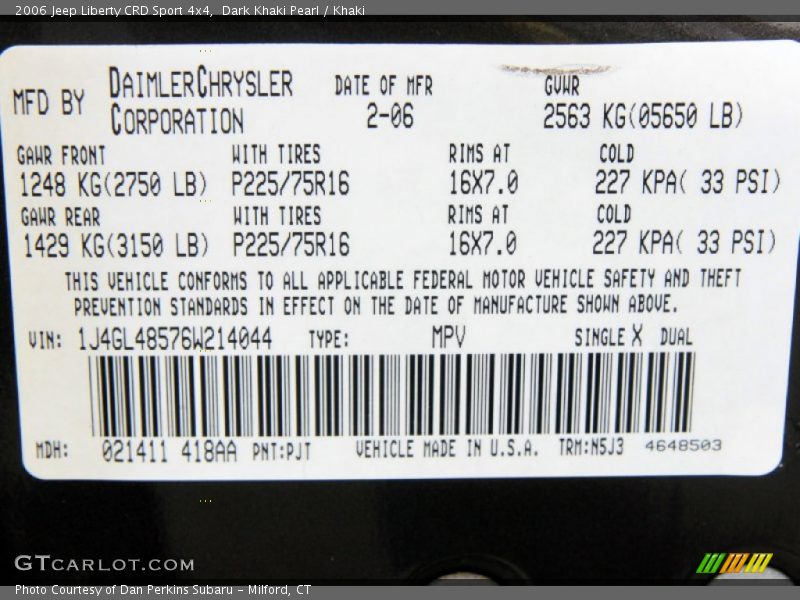 2006 Jeep Liberty CRD Sport 4x4, Dark Khaki Pearl / Khaki
MFD BY DAIMLERCHRYSLER CORPORATION DATE OF MFR 2-06 GVWR 2563 KG(05650 LB)
GAWR FRONT WITH TIRES RIMS AT COLD
1248 KG(2750 LB) P225/75R16 16X7.0 227 KPA( 33 PSI)
GAWR REAR WITH TIRES RIMS AT COLD
1429 KG(3150 LB) P225/75R16 16X7.0 227 KPA( 33 PSI)
THIS VEHICLE CONFORMS TO ALL APPLICABLE FEDERAL MOTOR VEHICLE SAFETY AND THEFT
PREVENTION STANDARDS IN EFFECT ON THE DATE OF MANUFACTURE SHOWN ABOVE.
VIN: 1J4GL48576W214044 TYPE: MPV SINGLE X DUAL
MDH: 021411 418AA PNT:PJT VEHICLE MADE IN U.S.A. TRM:N5J3 4648503
GTCARLOT.COM
Photo Courtesy of Dan Perkins Subaru - Milford, CT